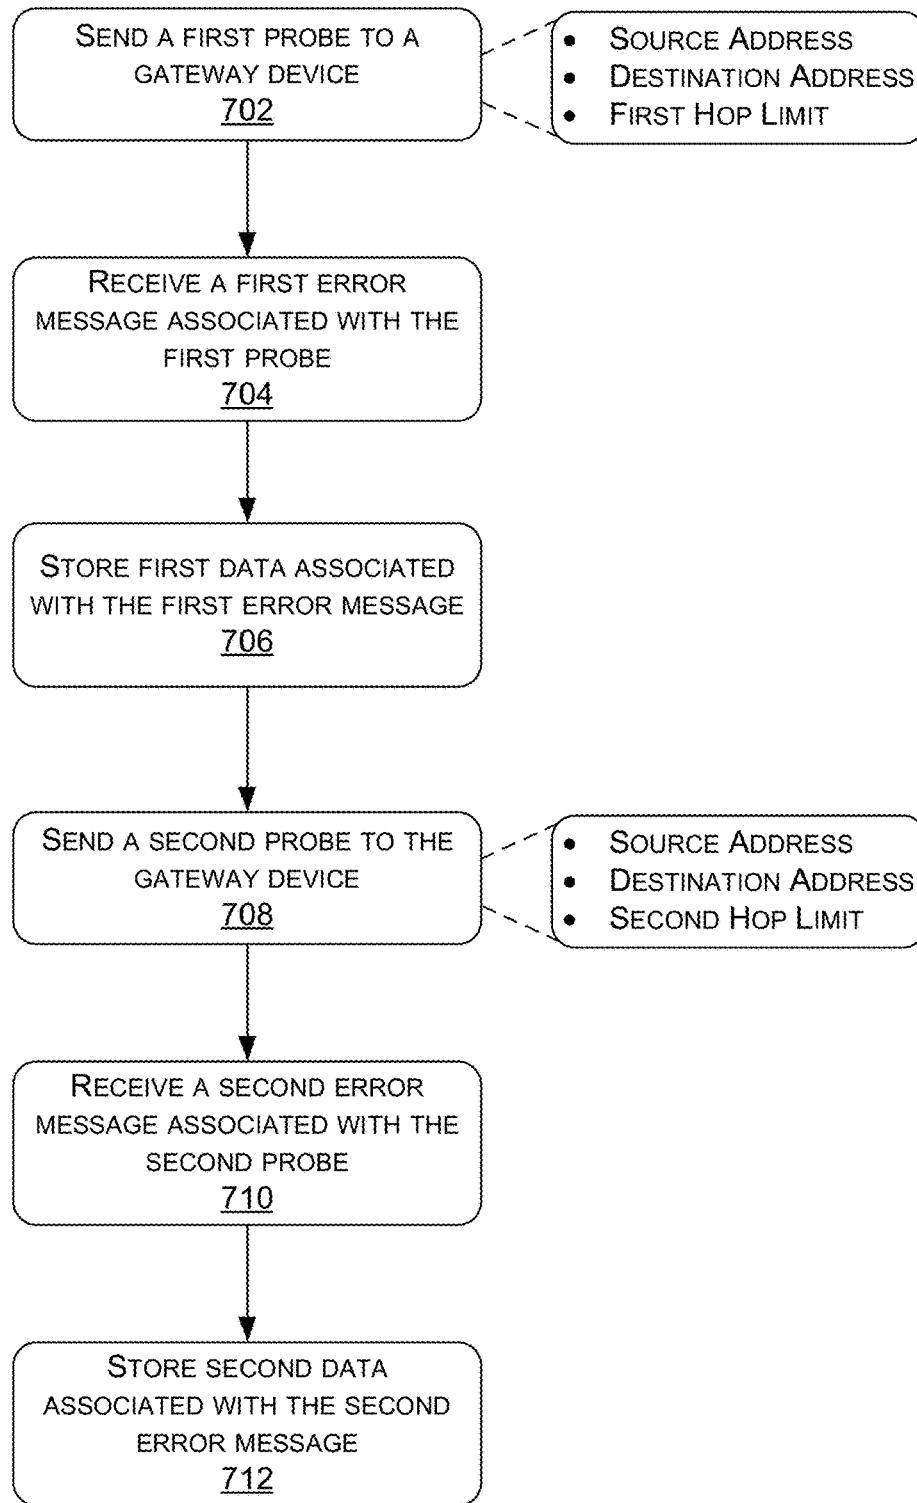 SEND A FIRST PROBE TO A
GATEWAY DEVICE
702
• SOURCE ADDRESS
• DESTINATION ADDRESS
• FIRST HOP LIMIT
RECEIVE A FIRST ERROR
MESSAGE ASSOCIATED WITH THE
FIRST PROBE
704
STORE FIRST DATA ASSOCIATED
WITH THE FIRST ERROR MESSAGE
706
SEND A SECOND PROBE TO THE
GATEWAY DEVICE
708
• SOURCE ADDRESS
• DESTINATION ADDRESS
• SECOND HOP LIMIT
RECEIVE A SECOND ERROR
MESSAGE ASSOCIATED WITH THE
SECOND PROBE
710
STORE SECOND DATA
ASSOCIATED WITH THE SECOND
ERROR MESSAGE
712